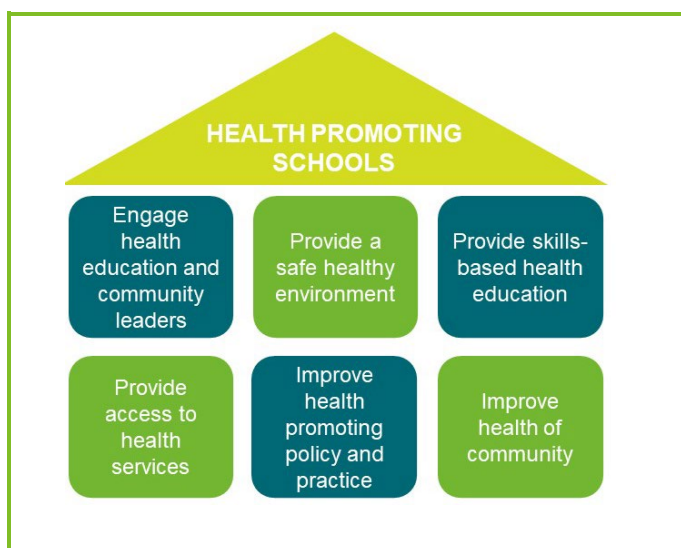 HEALTH PROMOTING
SCHOOLS
Engage
health
education and
community
leaders
Provide a
safe healthy
environment
Provide skills-
based health
education
Provide
access to
health
services
Improve
health
promoting
policy and
practice
Improve
health of
community